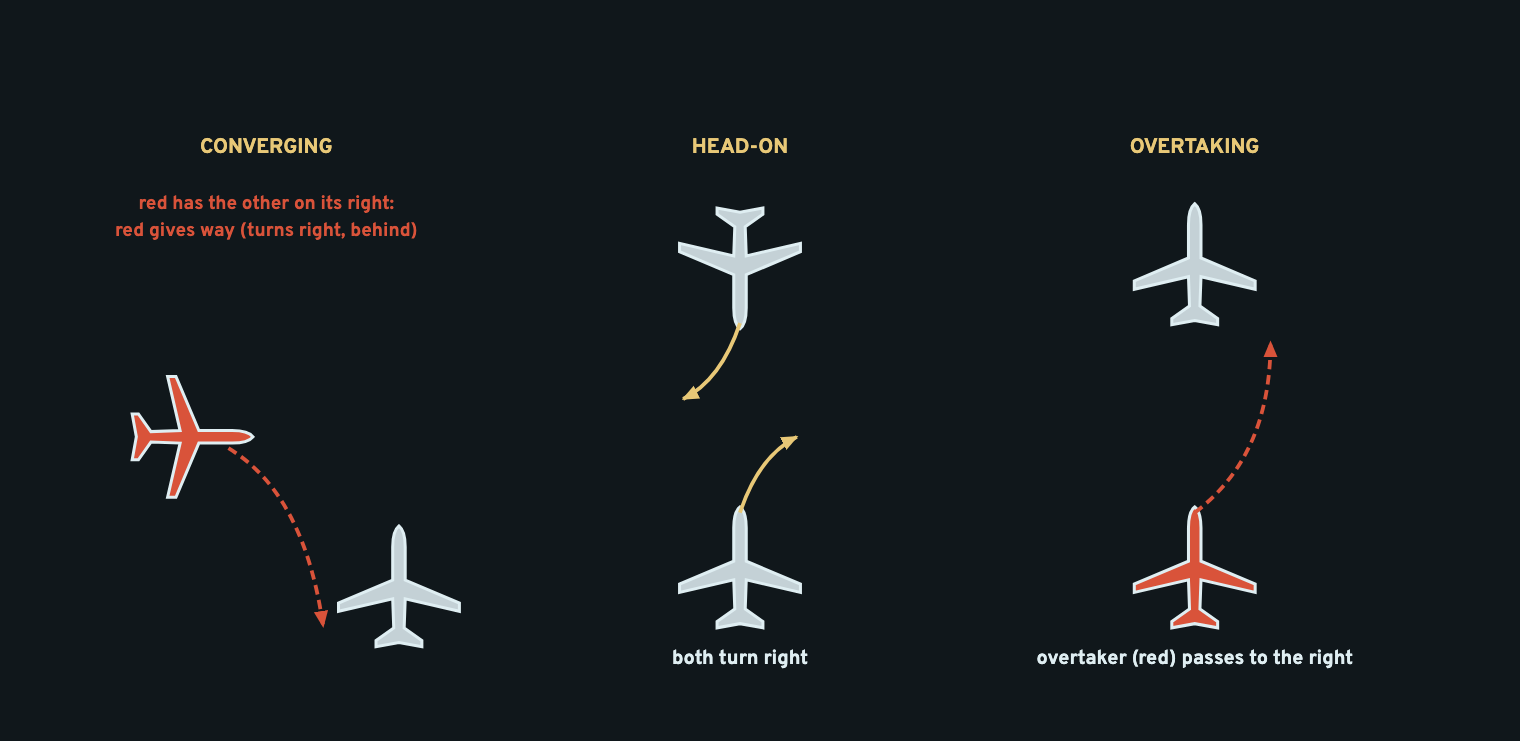 CONVERGING
red has the other on its right:
red gives way (turns right, behind)
HEAD-ON
both turn right
OVERTAKING
overtaker (red) passes to the right